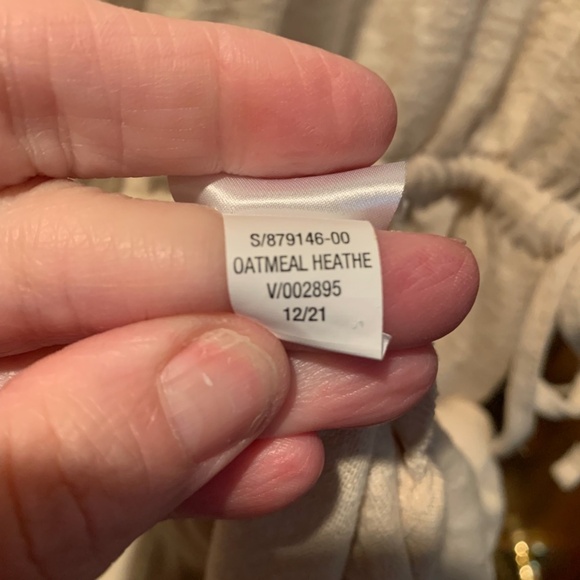 S/879146-00
OATMEAL HEATHE
V/002895
12/21